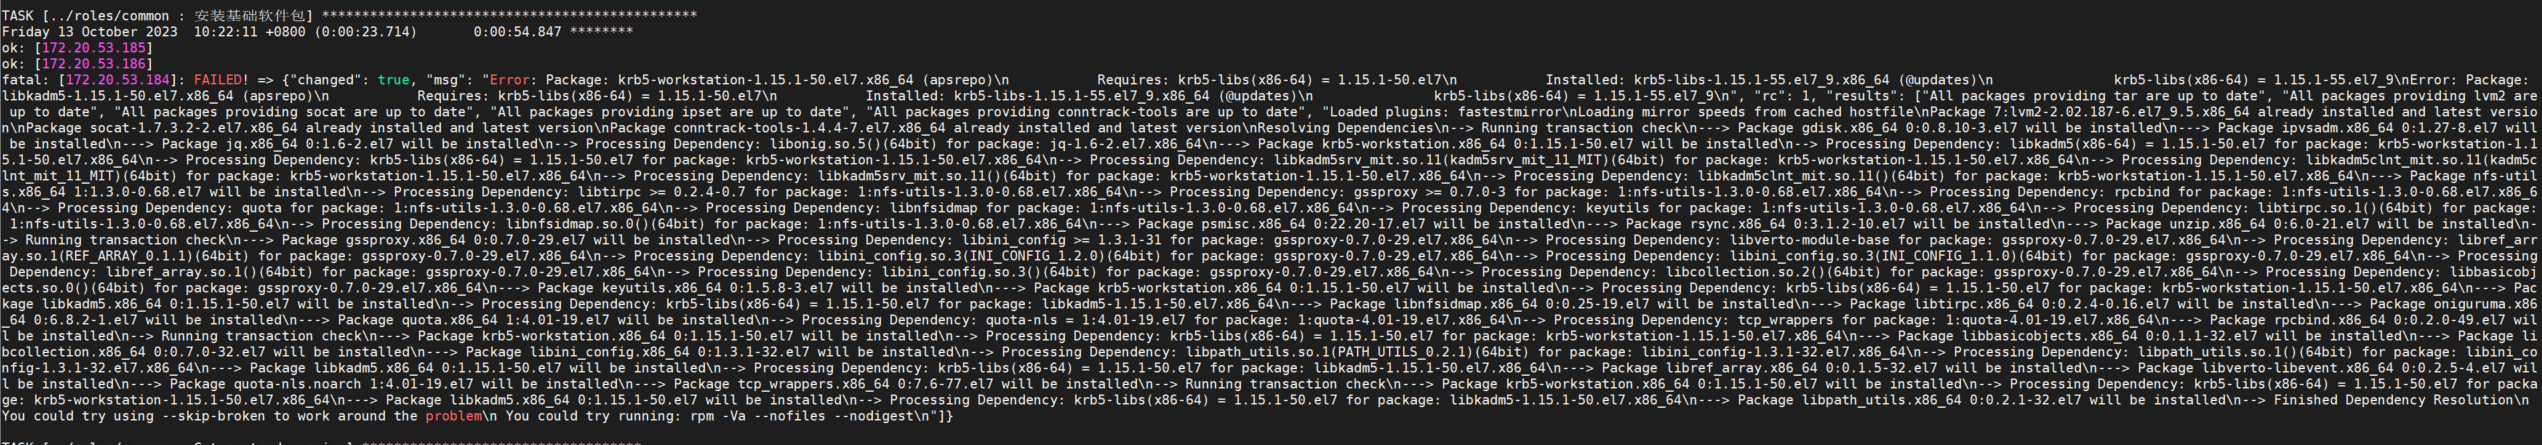 TASK [../roles/common : 安装基础软件包] ***********************************************
Friday 13 October 2023  10:22:11 +0800 (0:00:23.714)       0:00:54.847 ********
ok: [172.20.53.185]
ok: [172.20.53.186]
fatal: [172.20.53.184]: FAILED! => {"changed": true, "msg": "Error: Package: krb5-workstation-1.15.1-50.el7.x86_64 (apsrepo)\n           Requires: krb5-libs(x86-64) = 1.15.1-50.el7\n           Installed: krb5-libs-1.15.1-55.el7_9.x86_64 (@updates)\n               krb5-libs(x86-64) = 1.15.1-55.el7_9\nError: Package:
libkadm5-1.15.1-50.el7.x86_64 (apsrepo)\n           Requires: krb5-libs(x86-64) = 1.15.1-50.el7\n           Installed: krb5-libs-1.15.1-55.el7_9.x86_64 (@updates)\n               krb5-libs(x86-64) = 1.15.1-55.el7_9\n", "rc": 1, "results": ["All packages providing tar are up to date", "All packages providing lvm2 are
 up to date", "All packages providing socat are up to date", "All packages providing ipset are up to date", "All packages providing conntrack-tools are up to date", "Loaded plugins: fastestmirror\nLoading mirror speeds from cached hostfile\nPackage 7:lvm2-2.02.187-6.el7_9.5.x86_64 already installed and latest versio
n\nPackage socat-1.7.3.2-2.el7.x86_64 already installed and latest version\nPackage conntrack-tools-1.4.4-7.el7.x86_64 already installed and latest version\nResolving Dependencies\n--> Running transaction check\n---> Package gdisk.x86_64 0:0.8.10-3.el7 will be installed\n---> Package ipvsadm.x86_64 0:1.27-8.el7 will
 be installed\n---> Package jq.x86_64 0:1.6-2.el7 will be installed\n--> Processing Dependency: libonig.so.5()(64bit) for package: jq-1.6-2.el7.x86_64\n---> Package krb5-workstation.x86_64 0:1.15.1-50.el7 will be installed\n--> Processing Dependency: libkadm5(x86-64) = 1.15.1-50.el7 for package: krb5-workstation-1.1
5.1-50.el7.x86_64\n--> Processing Dependency: krb5-libs(x86-64) = 1.15.1-50.el7 for package: krb5-workstation-1.15.1-50.el7.x86_64\n--> Processing Dependency: libkadm5srv_mit.so.11(kadm5srv_mit_11_MIT)(64bit) for package: krb5-workstation-1.15.1-50.el7.x86_64\n--> Processing Dependency: libkadm5clnt_mit.so.11(kadm5c
lnt_mit_11_MIT)(64bit) for package: krb5-workstation-1.15.1-50.el7.x86_64\n--> Processing Dependency: libkadm5srv_mit.so.11()(64bit) for package: krb5-workstation-1.15.1-50.el7.x86_64\n--> Processing Dependency: libkadm5clnt_mit.so.11()(64bit) for package: krb5-workstation-1.15.1-50.el7.x86_64\n---> Package nfs-util
s.x86_64 1:1.3.0-0.68.el7 will be installed\n--> Processing Dependency: libtirpc >= 0.2.4-0.7 for package: 1:nfs-utils-1.3.0-0.68.el7.x86_64\n--> Processing Dependency: gssproxy >= 0.7.0-3 for package: 1:nfs-utils-1.3.0-0.68.el7.x86_64\n--> Processing Dependency: rpcbind for package: 1:nfs-utils-1.3.0-0.68.el7.x86_6
4\n--> Processing Dependency: quota for package: 1:nfs-utils-1.3.0-0.68.el7.x86_64\n--> Processing Dependency: libnfsidmap for package: 1:nfs-utils-1.3.0-0.68.el7.x86_64\n--> Processing Dependency: keyutils for package: 1:nfs-utils-1.3.0-0.68.el7.x86_64\n--> Processing Dependency: libtirpc.so.1()(64bit) for package:
 1:nfs-utils-1.3.0-0.68.el7.x86_64\n--> Processing Dependency: libnfsidmap.so.0()(64bit) for package: 1:nfs-utils-1.3.0-0.68.el7.x86_64\n---> Package psmisc.x86_64 0:22.20-17.el7 will be installed\n---> Package rsync.x86_64 0:3.1.2-10.el7 will be installed\n---> Package unzip.x86_64 0:6.0-21.el7 will be installed\n-
-> Running transaction check\n---> Package gssproxy.x86_64 0:0.7.0-29.el7 will be installed\n--> Processing Dependency: libini_config >= 1.3.1-31 for package: gssproxy-0.7.0-29.el7.x86_64\n--> Processing Dependency: libverto-module-base for package: gssproxy-0.7.0-29.el7.x86_64\n--> Processing Dependency: libref_arr
ay.so.1(REF_ARRAY_0.1.1)(64bit) for package: gssproxy-0.7.0-29.el7.x86_64\n--> Processing Dependency: libini_config.so.3(INI_CONFIG_1.2.0)(64bit) for package: gssproxy-0.7.0-29.el7.x86_64\n--> Processing Dependency: libini_config.so.3(INI_CONFIG_1.1.0)(64bit) for package: gssproxy-0.7.0-29.el7.x86_64\n--> Processing
 Dependency: libref_array.so.1()(64bit) for package: gssproxy-0.7.0-29.el7.x86_64\n--> Processing Dependency: libini_config.so.3()(64bit) for package: gssproxy-0.7.0-29.el7.x86_64\n--> Processing Dependency: libcollection.so.2()(64bit) for package: gssproxy-0.7.0-29.el7.x86_64\n--> Processing Dependency: libbasicobj
ects.so.0()(64bit) for package: gssproxy-0.7.0-29.el7.x86_64\n---> Package keyutils.x86_64 0:1.5.8-3.el7 will be installed\n---> Package krb5-workstation.x86_64 0:1.15.1-50.el7 will be installed\n--> Processing Dependency: krb5-libs(x86-64) = 1.15.1-50.el7 for package: krb5-workstation-1.15.1-50.el7.x86_64\n---> Pac
kage libkadm5.x86_64 0:1.15.1-50.el7 will be installed\n--> Processing Dependency: krb5-libs(x86-64) = 1.15.1-50.el7 for package: libkadm5-1.15.1-50.el7.x86_64\n---> Package libnfsidmap.x86_64 0:0.25-19.el7 will be installed\n---> Package libtirpc.x86_64 0:0.2.4-0.16.el7 will be installed\n---> Package oniguruma.x86
_64 0:6.8.2-1.el7 will be installed\n---> Package quota.x86_64 1:4.01-19.el7 will be installed\n--> Processing Dependency: quota-nls = 1:4.01-19.el7 for package: 1:quota-4.01-19.el7.x86_64\n--> Processing Dependency: tcp_wrappers for package: 1:quota-4.01-19.el7.x86_64\n---> Package rpcbind.x86_64 0:0.2.0-49.el7 wil
l be installed\n--> Running transaction check\n---> Package krb5-workstation.x86_64 0:1.15.1-50.el7 will be installed\n--> Processing Dependency: krb5-libs(x86-64) = 1.15.1-50.el7 for package: krb5-workstation-1.15.1-50.el7.x86_64\n---> Package libbasicobjects.x86_64 0:0.1.1-32.el7 will be installed\n---> Package li
bcollection.x86_64 0:0.7.0-32.el7 will be installed\n---> Package libini_config.x86_64 0:1.3.1-32.el7 will be installed\n--> Processing Dependency: libpath_utils.so.1(PATH_UTILS_0.2.1)(64bit) for package: libini_config-1.3.1-32.el7.x86_64\n--> Processing Dependency: libpath_utils.so.1()(64bit) for package: libini_co
nfig-1.3.1-32.el7.x86_64\n---> Package libkadm5.x86_64 0:1.15.1-50.el7 will be installed\n--> Processing Dependency: krb5-libs(x86-64) = 1.15.1-50.el7 for package: libkadm5-1.15.1-50.el7.x86_64\n---> Package libref_array.x86_64 0:0.1.5-32.el7 will be installed\n---> Package libverto-libevent.x86_64 0:0.2.5-4.el7 wil
l be installed\n---> Package quota-nls.noarch 1:4.01-19.el7 will be installed\n---> Package tcp_wrappers.x86_64 0:7.6-77.el7 will be installed\n--> Running transaction check\n---> Package krb5-workstation.x86_64 0:1.15.1-50.el7 will be installed\n--> Processing Dependency: krb5-libs(x86-64) = 1.15.1-50.el7 for packa
ge: krb5-workstation-1.15.1-50.el7.x86_64\n---> Package libkadm5.x86_64 0:1.15.1-50.el7 will be installed\n--> Processing Dependency: krb5-libs(x86-64) = 1.15.1-50.el7 for package: libkadm5-1.15.1-50.el7.x86_64\n---> Package libpath_utils.x86_64 0:0.2.1-32.el7 will be installed\n--> Finished Dependency Resolution\n
You could try using --skip-broken to work around the problem\n You could try running: rpm -Va --nofiles --nodigest\n"]}